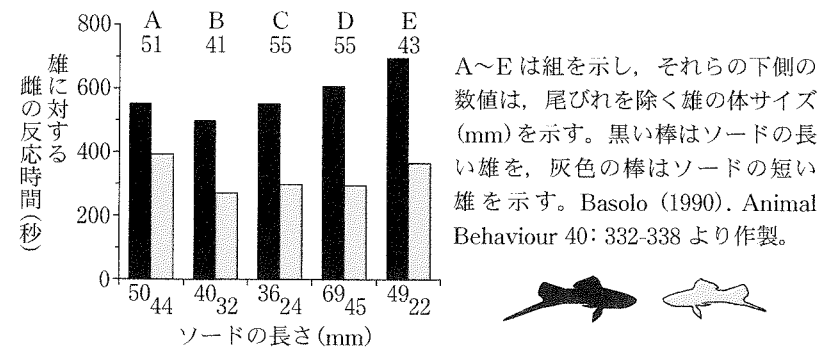 A B C D E
51 41 55 55 43
800
600
400
200
0
雄に対する
雌の反応時間(秒)
50 40 36 69 49
44 32 24 45 22
ソードの長さ(mm)
A～E は組を示し，それらの下側の
数値は，尾びれを除く雄の体サイズ
(mm)を示す。黒い棒はソードの長
い雄を，灰色の棒はソードの短い
雄を示す。Basolo (1990). Animal
Behaviour 40: 332-338 より作製。